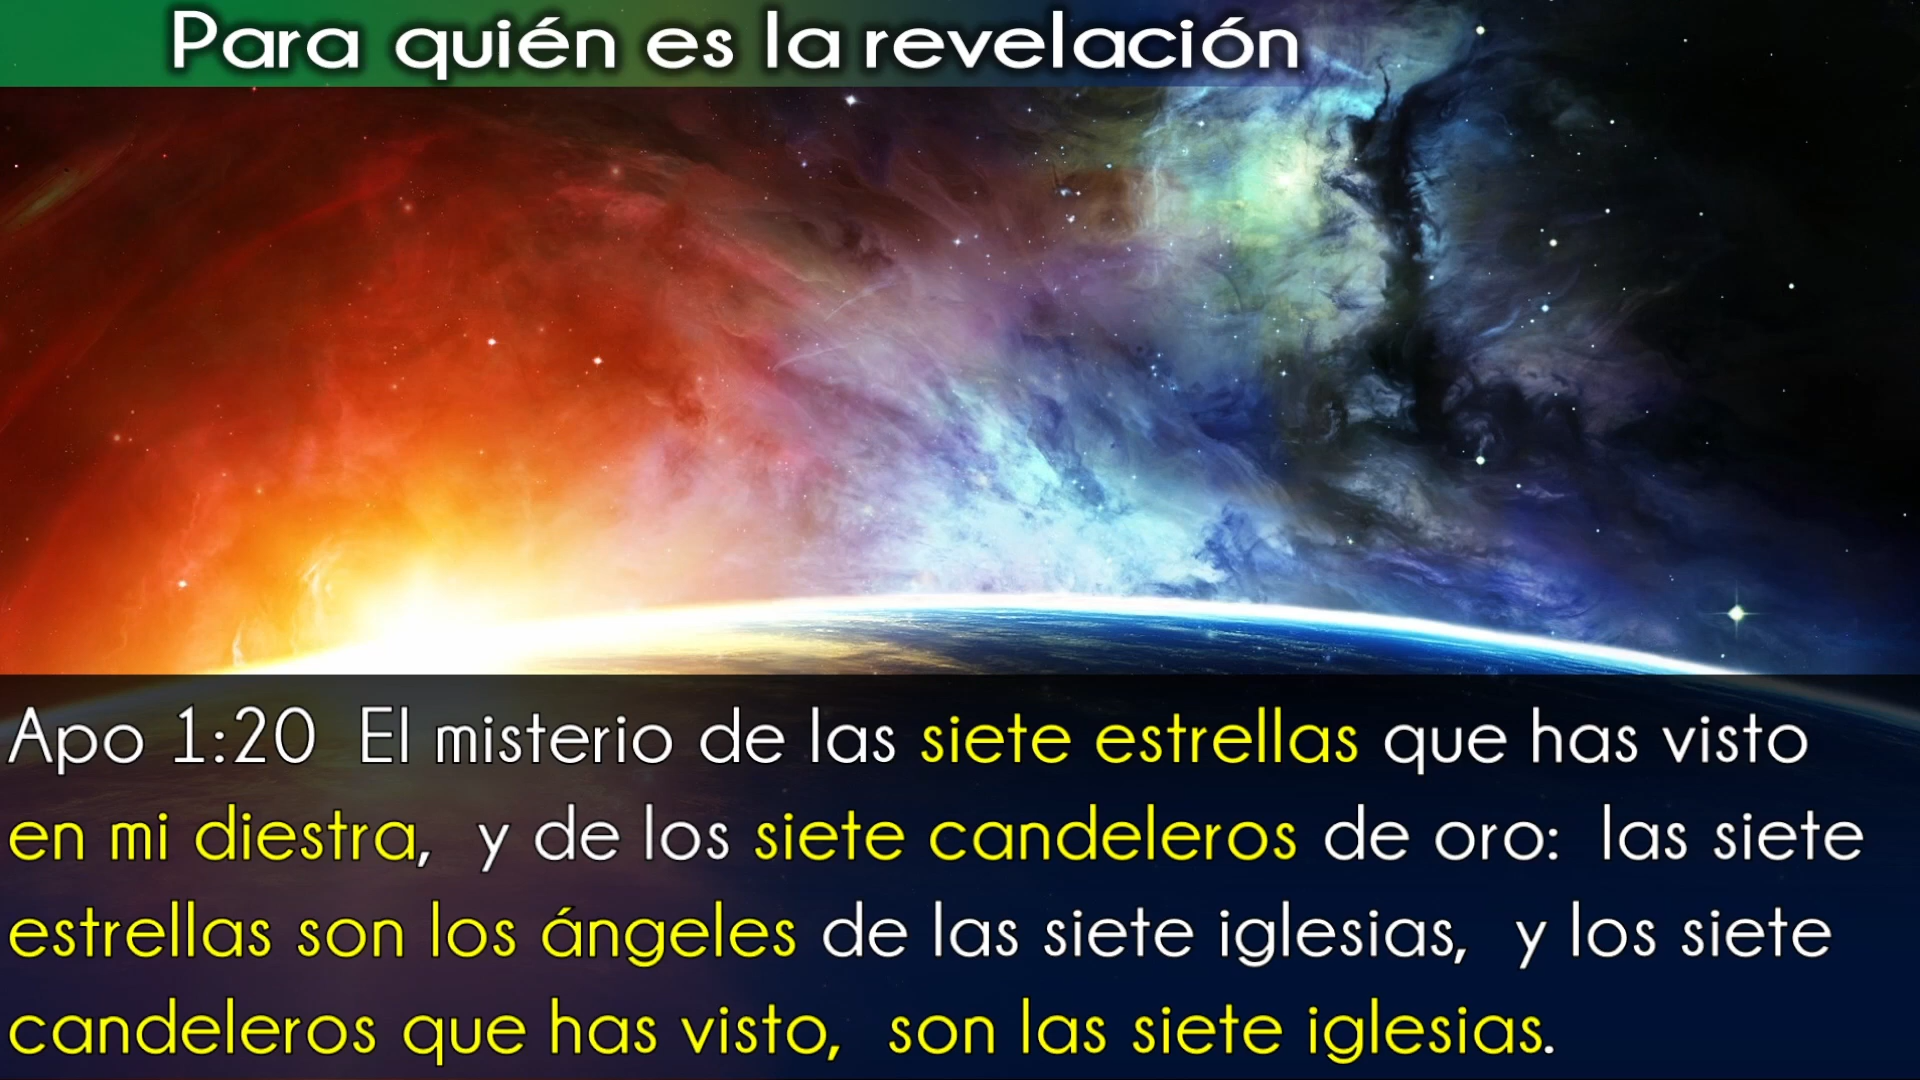 Para quién es la revelación
Apo 1:20 El misterio de las siete estrellas que has visto
en mi diestra, y de los siete candeleros de oro: las siete
estrellas son los ángeles de las siete iglesias, y los siete
candeleros que has visto, son las siete iglesias.